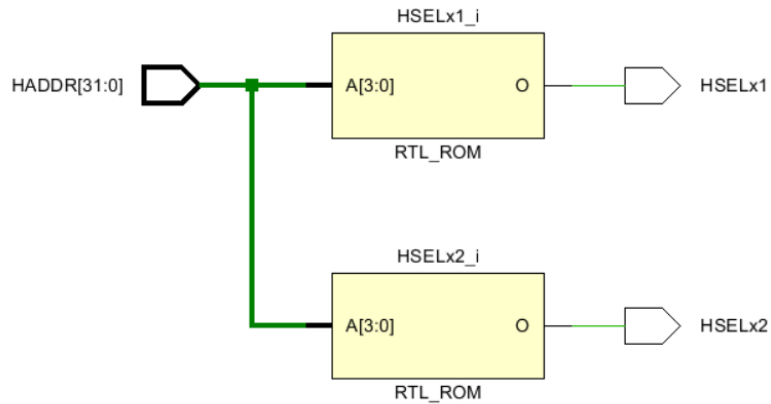 HSELx1_i
HADDR[31:0]
A[3:0]
O
HSELx1
RTL_ROM
HSELx2_i
A[3:0]
O
HSELx2
RTL_ROM